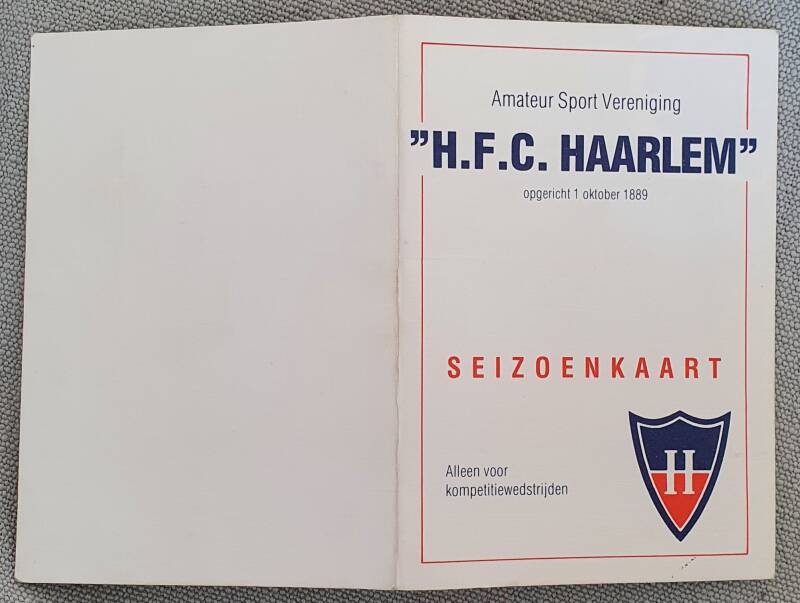 Amateur Sport Vereniging
”H.F.C. HAARLEM”
opgericht 1 oktober 1889
SEIZOENKAART
H
Alleen voor
kompetitiewedstrijden